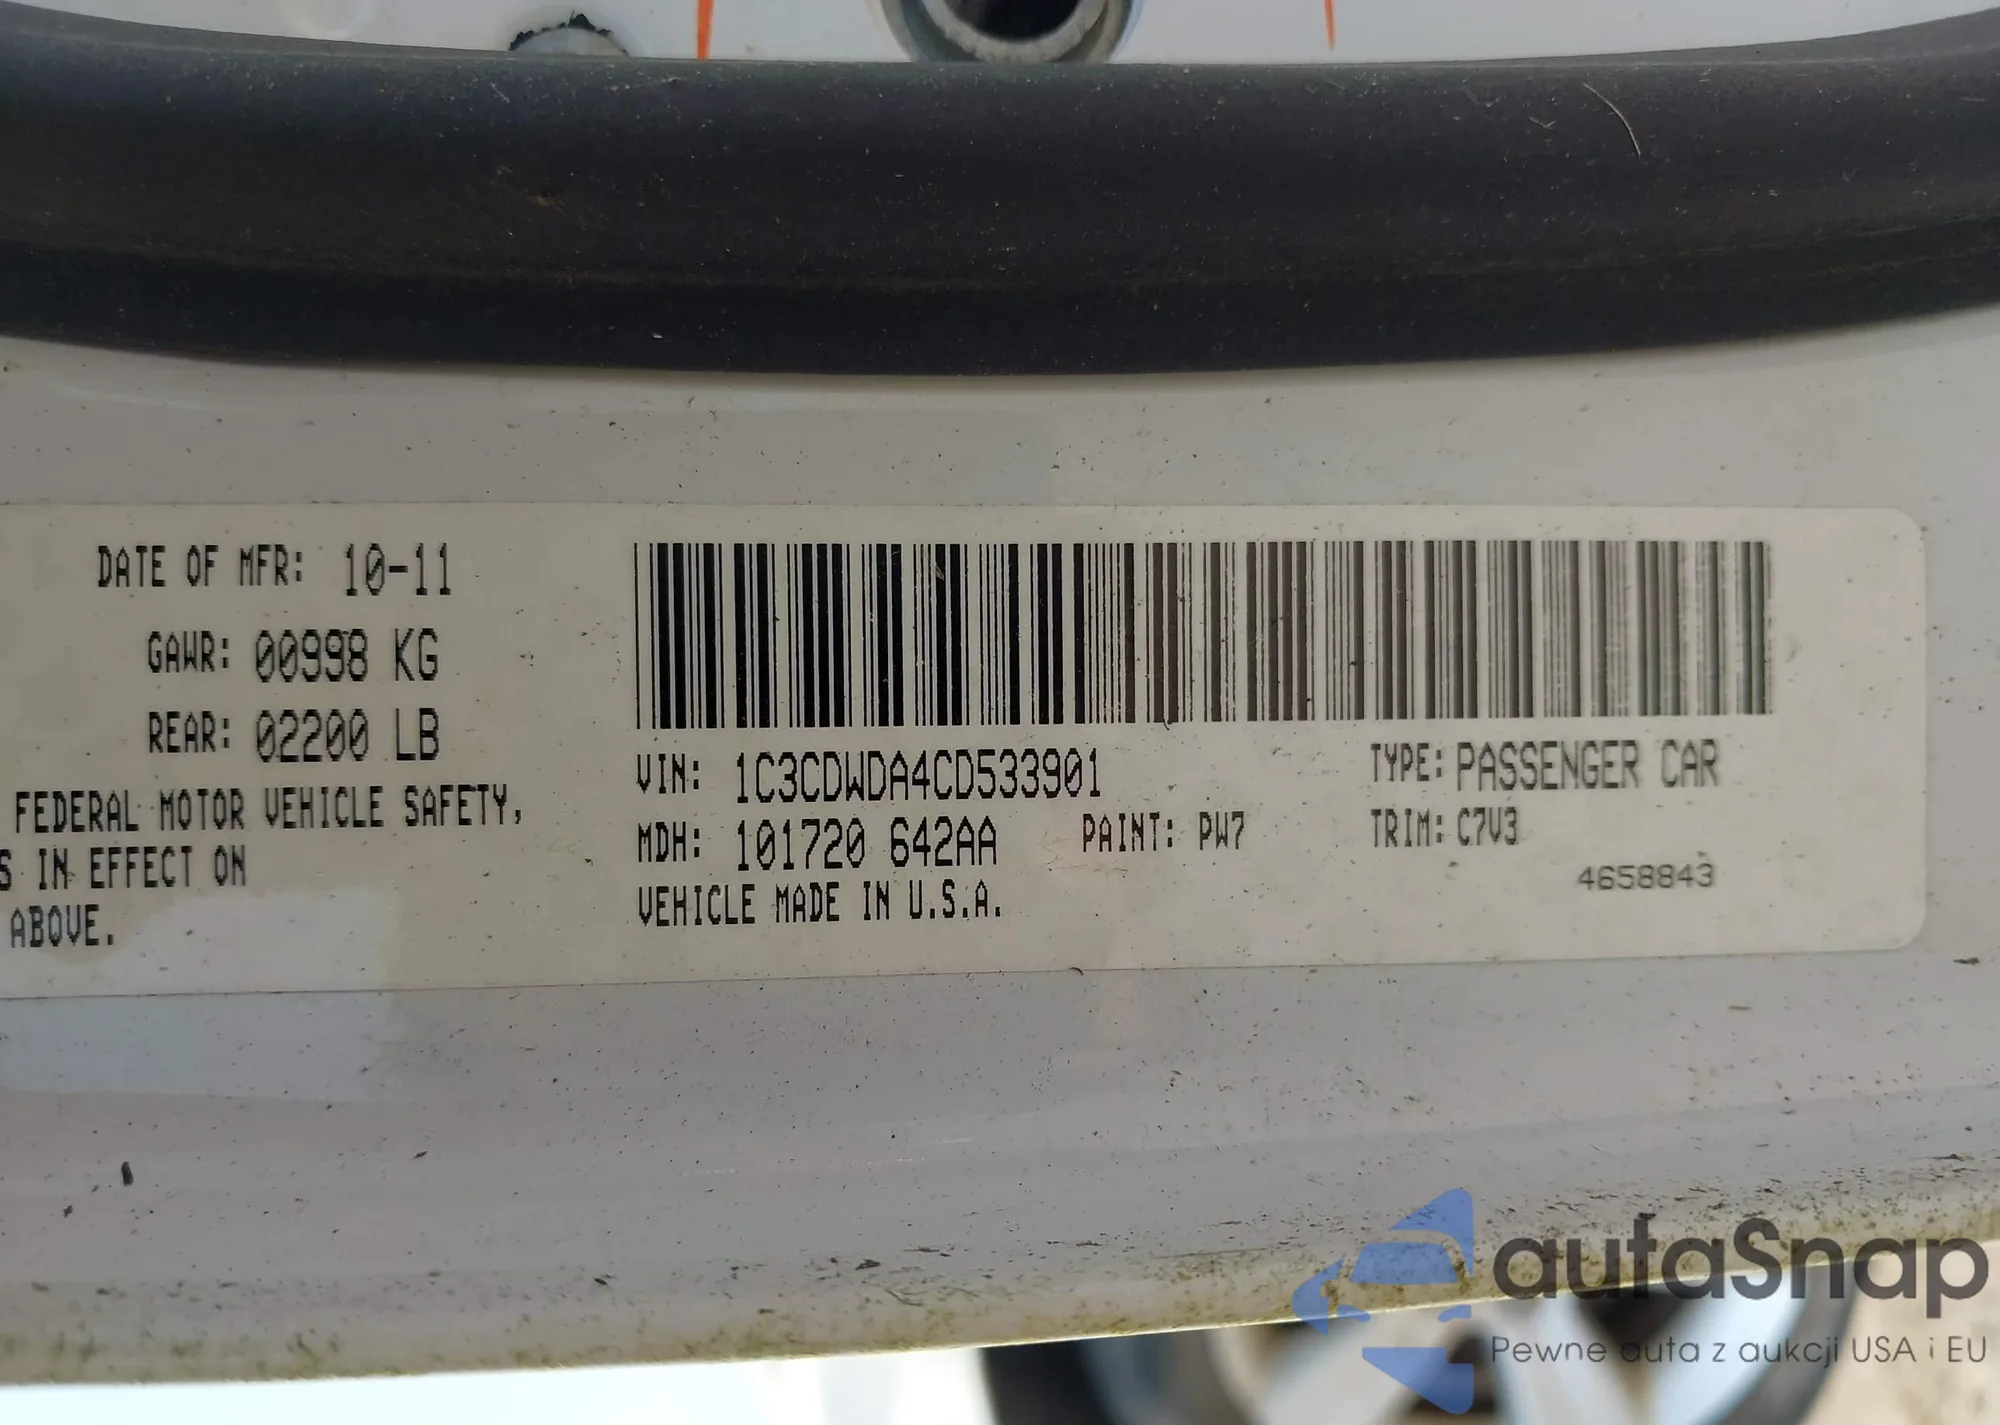 DATE OF MFR: 10-11
GAWR: 00998 KG
REAR: 02200 LB
FEDERAL MOTOR VEHICLE SAFETY,
S IN EFFECT ON
ABOVE.
VIN: 1C3CDWDA4CD533901
TYPE: PASSENGER CAR
MDH: 101720 642AA
PAINT: PW7
TRIM: C7V3
VEHICLE MADE IN U.S.A.
4658843
autaSnap
Pewne auta z aukcji USA i EU